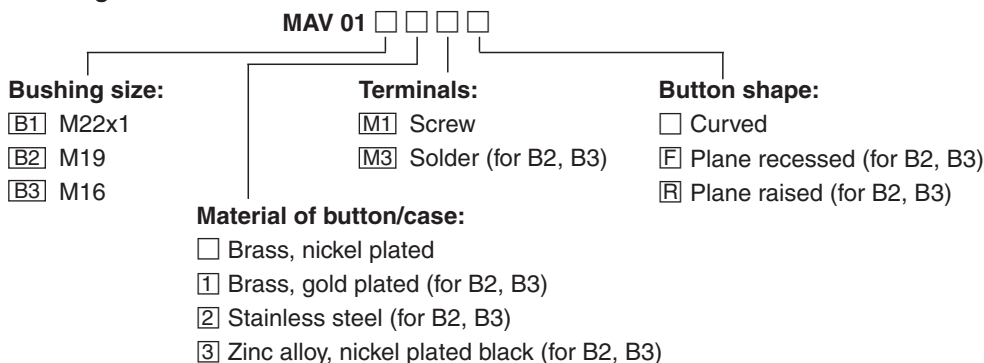 MAV 01 □ □ □ □
Bushing size:
B1 M22x1
B2 M19
B3 M16
Terminals:
M1 Screw
M3 Solder (for B2, B3)
Button shape:
□ Curved
F Plane recessed (for B2, B3)
R Plane raised (for B2, B3)
Material of button/case:
□ Brass, nickel plated
1 Brass, gold plated (for B2, B3)
2 Stainless steel (for B2, B3)
3 Zinc alloy, nickel plated black (for B2, B3)